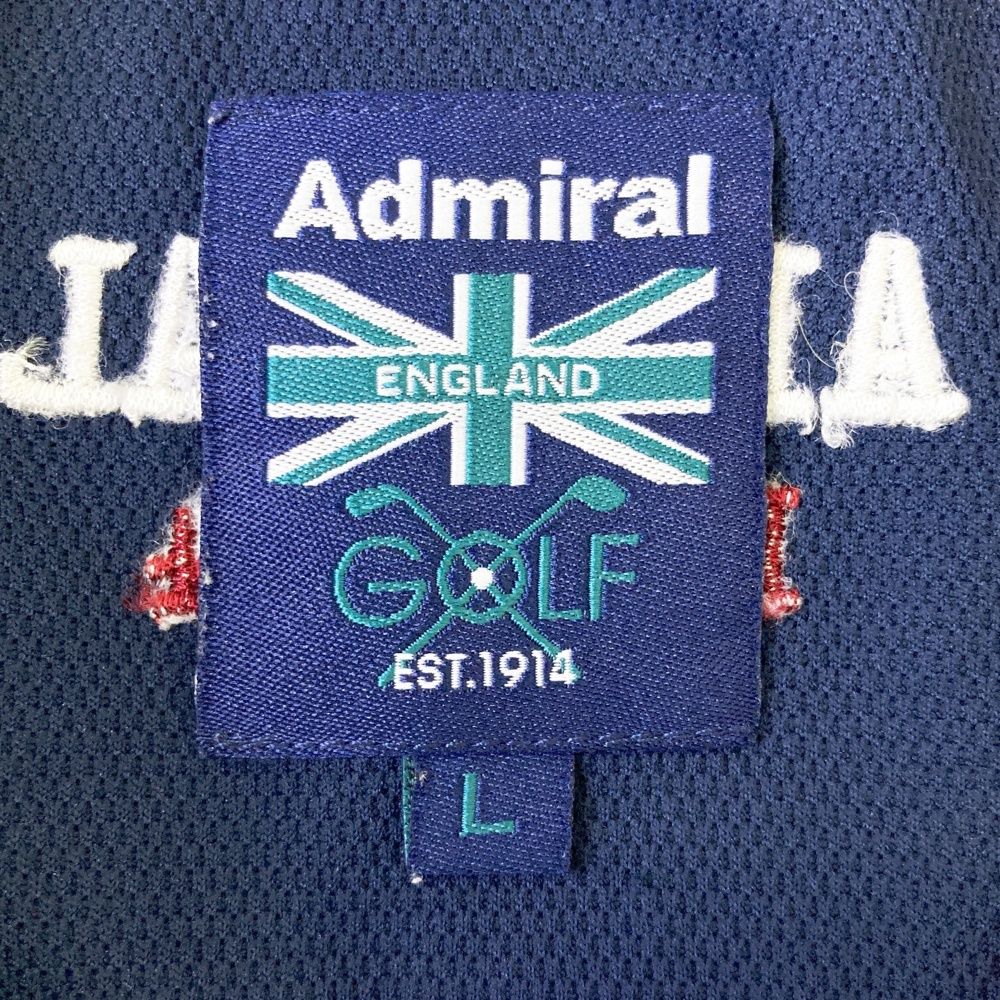 Admiral
ENGLAND
GOLF
EST.1914
L